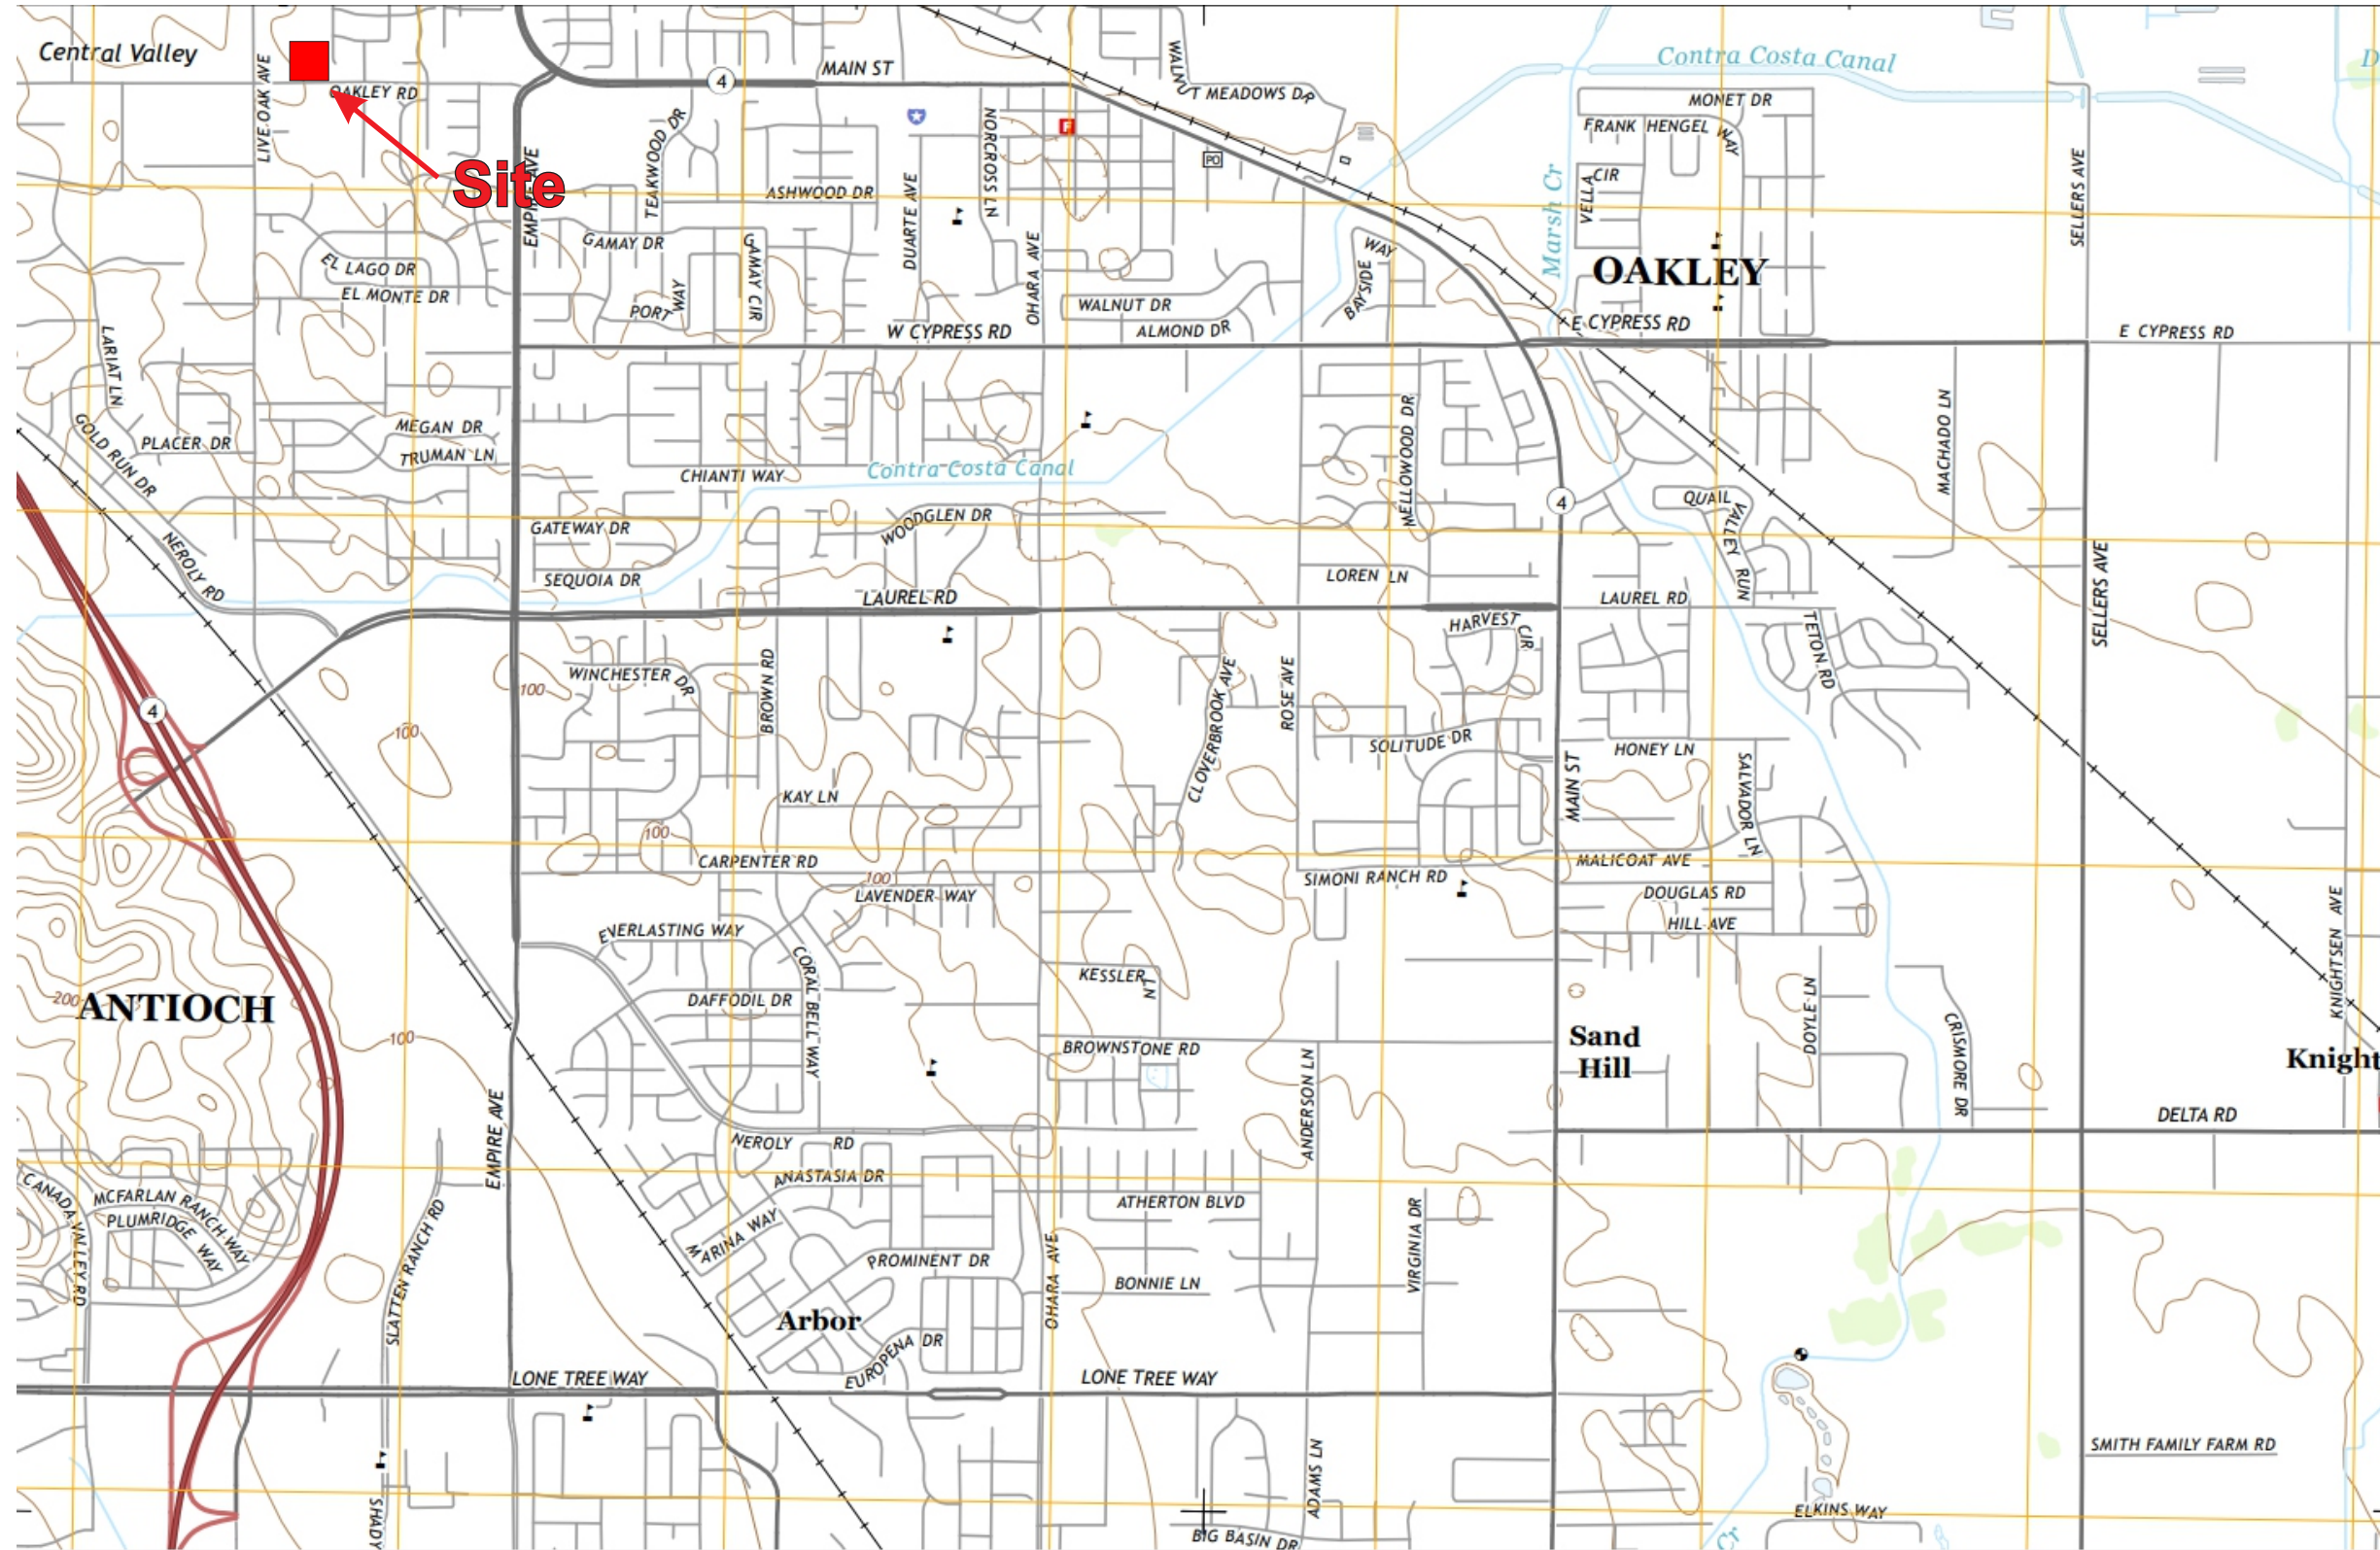 Central Valley
LIVE OAK AVE
OAKLEY RD
Site
4
MAIN ST
WALNUT MEADOWS DR
Contra Costa Canal
D
MONET DR
FRANK HENGEL WAY
VELLA CIR
Marsh Cr
SELLERS AVE
EMPIRE AVE
TEAKWOOD DR
ASHWOOD DR
DUARTE AVE
NORCROSS LN
F
PO
GAMAY DR
GAMAY CIR
PORT WAY
OHARA AVE
WALNUT DR
ALMOND DR
BAYSIDE WAY
OAKLEY
EL LAGO DR
EL MONTE DR
W CYPRESS RD
E CYPRESS RD
E CYPRESS RD
LARIAT LN
GOLD RUN DR
PLACER DR
MEGAN DR
TRUMAN LN
CHIANTI WAY
Contra Costa Canal
MELLOWOOD DR
MACHADO LN
4
QUAIL VALLEY RUN
GATEWAY DR
WOODGLEN DR
NEROLY RD
SEQUOIA DR
LAUREL RD
LOREN LN
LAUREL RD
SELLERS AVE
HARVEST CIR
TETON RD
WINCHESTER DR
BROWN RD
100
100
4
CLOVERBROOK AVE
ROSE AVE
SOLITUDE DR
MAIN ST
HONEY LN
SALVADOR LN
KAY LN
100
CARPENTER RD
100
LAVENDER WAY
SIMONI RANCH RD
MALICOAT AVE
DOUGLAS RD
HILL AVE
KNIGHTSEN AVE
EVERLASTING WAY
CORAL BELL WAY
KESSLER LN
DAFFODIL DR
DOYLE LN
CRISMORE DR
200
ANTIOCH
100
BROWNSTONE RD
ANDERSON LN
Sand
Hill
Knight
DELTA RD
EMPIRE AVE
NEROLY RD
ANASTASIA DR
ATHERTON BLVD
CANADA VALLEY RD
MCFARLAN RANCH WAY
PLUMRIDGE WAY
SLATTEN RANCH RD
MARINA WAY
PROMINENT DR
OHARA AVE
BONNIE LN
VIRGINIA DR
Arbor
EUROPENA DR
LONE TREE WAY
LONE TREE WAY
SMITH FAMILY FARM RD
SHADY
ADAMS LN
BIG BASIN DR
ELKINS WAY
Cr